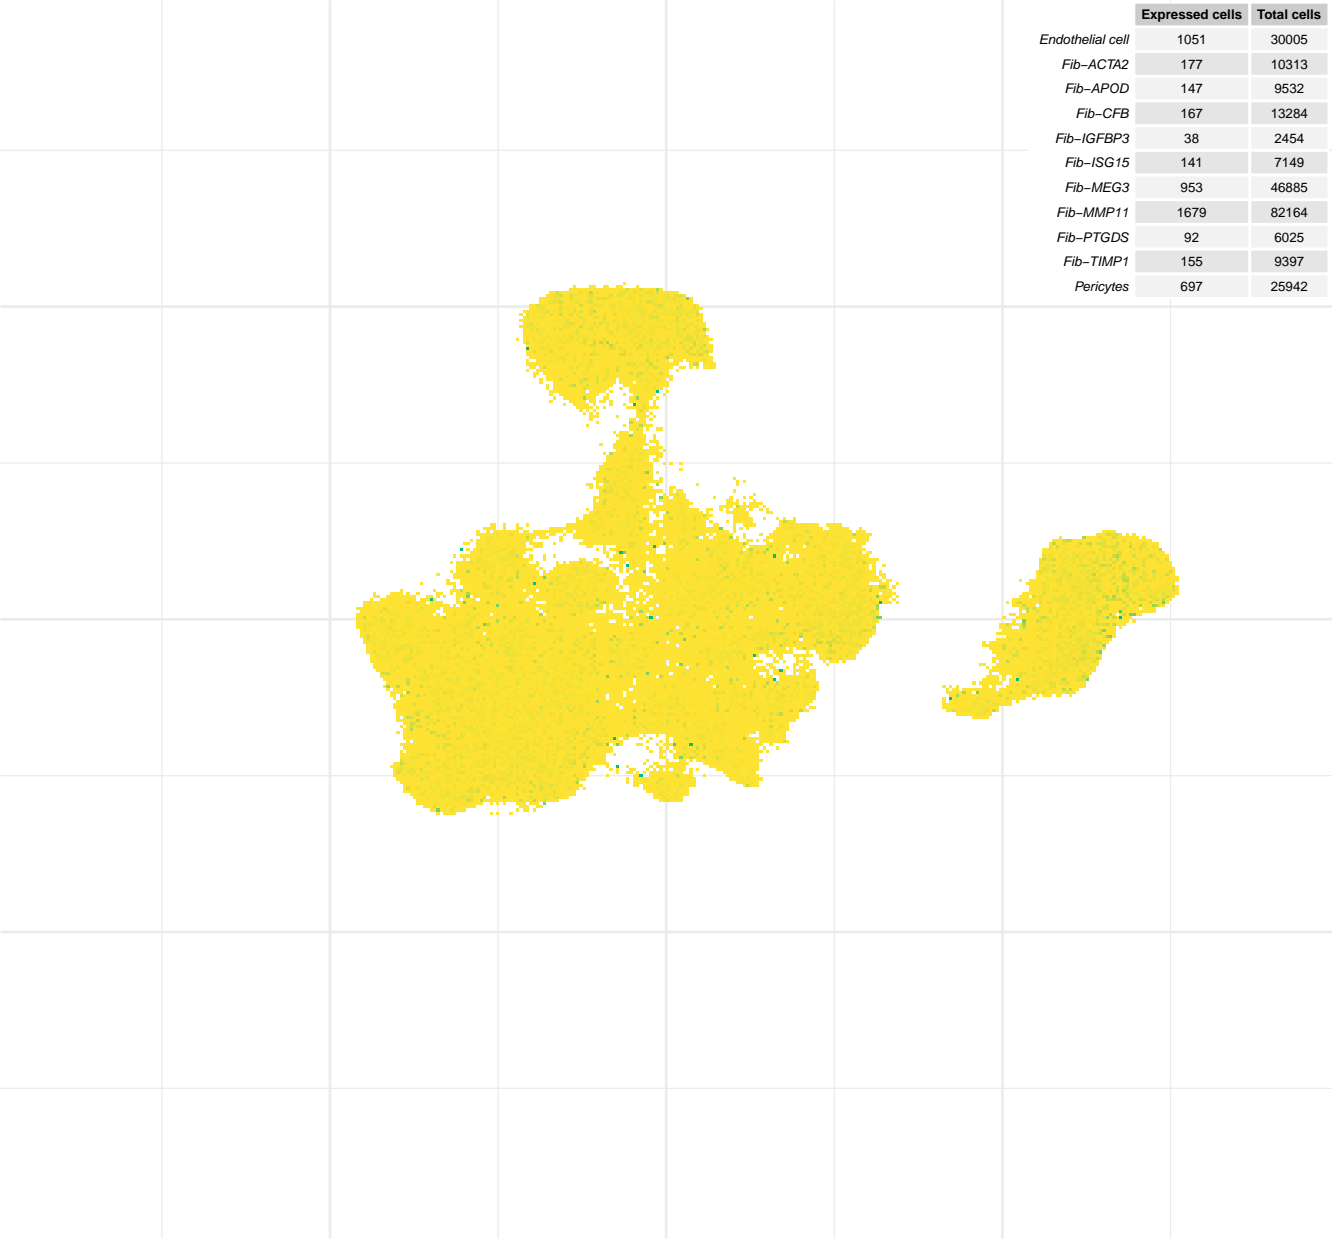 Expressed cells Total cells
Endothelial cell 1051 30005
Fib−ACTA2 177 10313
Fib−APOD 147 9532
Fib−CFB 167 13284
Fib−IGFBP3 38 2454
Fib−ISG15 141 7149
Fib−MEG3 953 46885
Fib−MMP11 1679 82164
Fib−PTGDS 92 6025
Fib−TIMP1 155 9397
Pericytes 697 25942